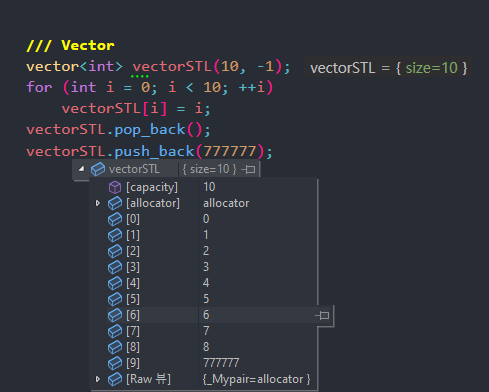 /// Vector
vector<int> vectorSTL(10, -1); vectorSTL = { size=10 }
for (int i = 0; i < 10; ++i)
vectorSTL[i] = i;
vectorSTL.pop_back();
vectorSTL.push_back(777777);
vectorSTL { size=10 }
[capacity] 10
[allocator] allocator
[0] 0
[1] 1
[2] 2
[3] 3
[4] 4
[5] 5
[6] 6
[7] 7
[8] 8
[9] 777777
[Raw 뷰] {_Mypair=allocator }